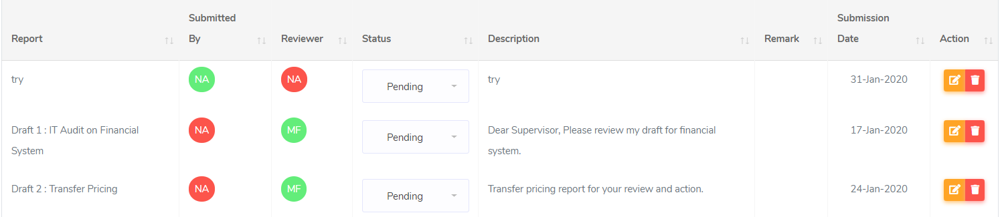 Report
Submitted
By
Reviewer
Status
Description
Remark
Submission
Date
Action
try
NA
NA
Pending
try
31-Jan-2020
Draft 1 : IT Audit on Financial
System
NA
MF
Pending
Dear Supervisor, Please review my draft for financial
system.
17-Jan-2020
Draft 2 : Transfer Pricing
NA
MF
Pending
Transfer pricing report for your review and action.
24-Jan-2020